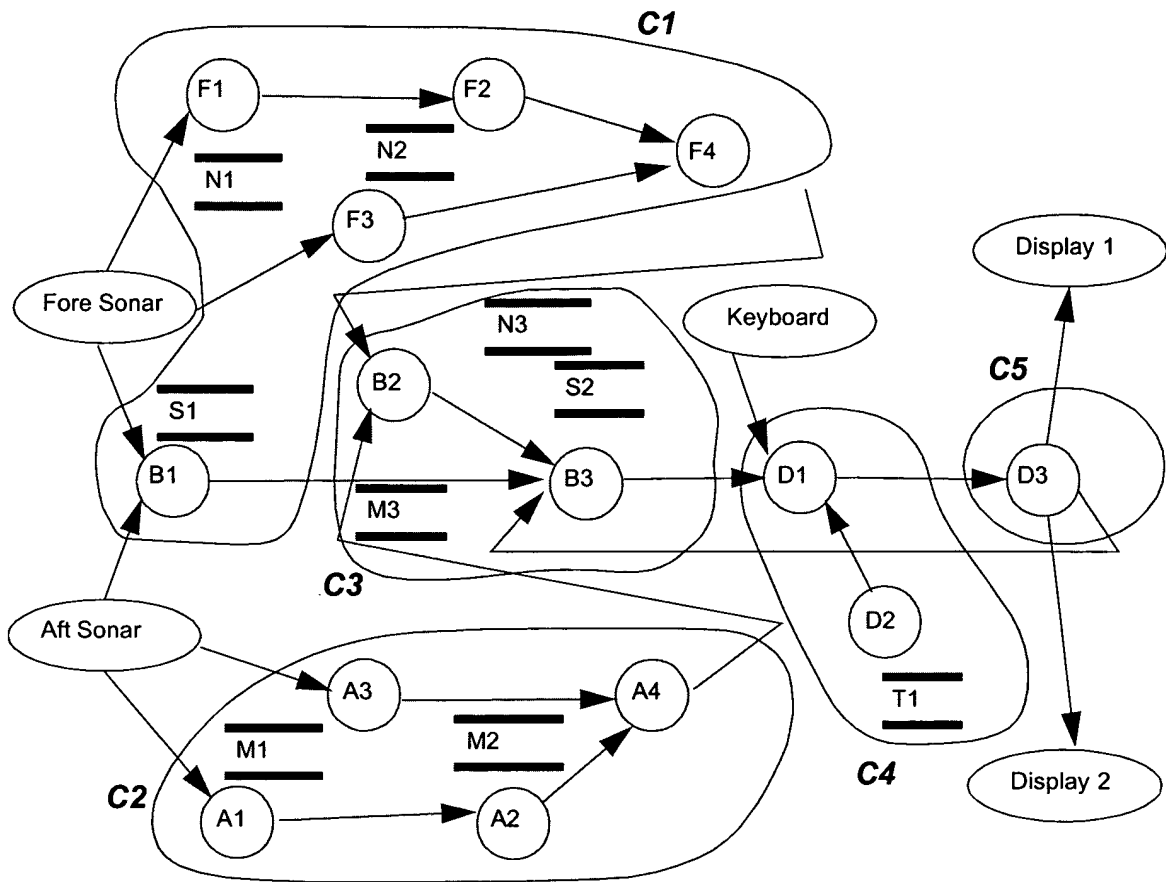 C1
F1
F2
F4
N2
N1
F3
Display 1
Fore Sonar
N3
Keyboard
C5
B2
S2
S1
B1
B3
D1
D3
M3
C3
D2
Aft Sonar
A3
A4
T1
M1
M2
C4
Display 2
C2
A1
A2